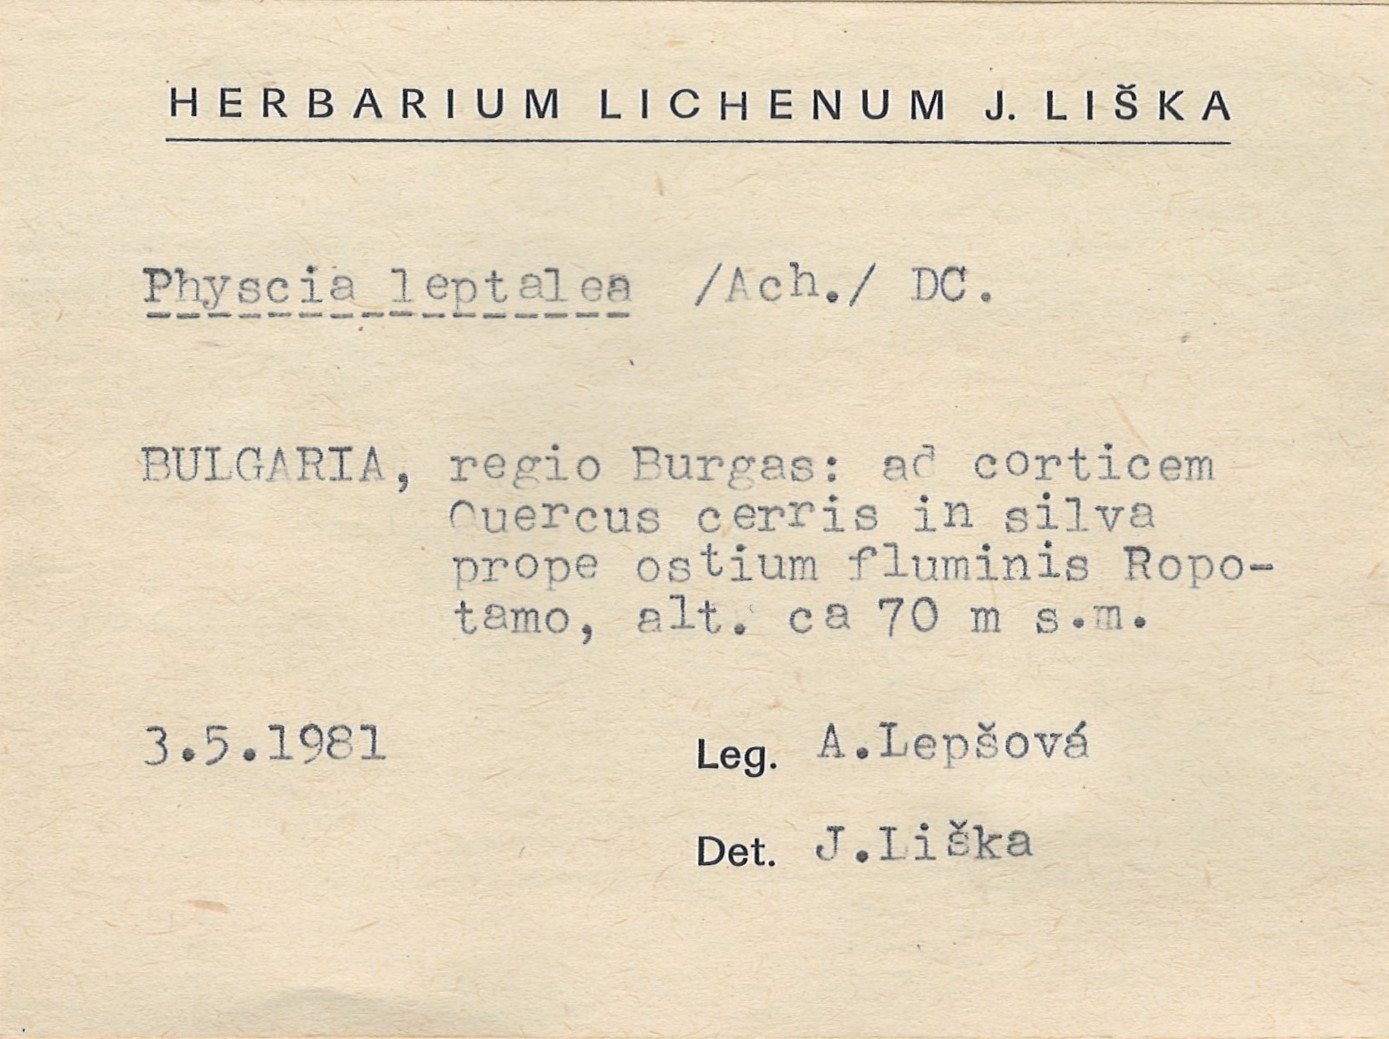 HERBARIUM LICHENUM J. LIŠKA
Physcia leptalea /Ach./ DC.
BULGARIA, regio Burgas: ad corticem
Quercus cerris in silva
prope ostium fluminis Ropo-
tamo, alt. ca 70 m s.m.
3.5.1981 Leg. A.Lepšová
Det. J.Liška